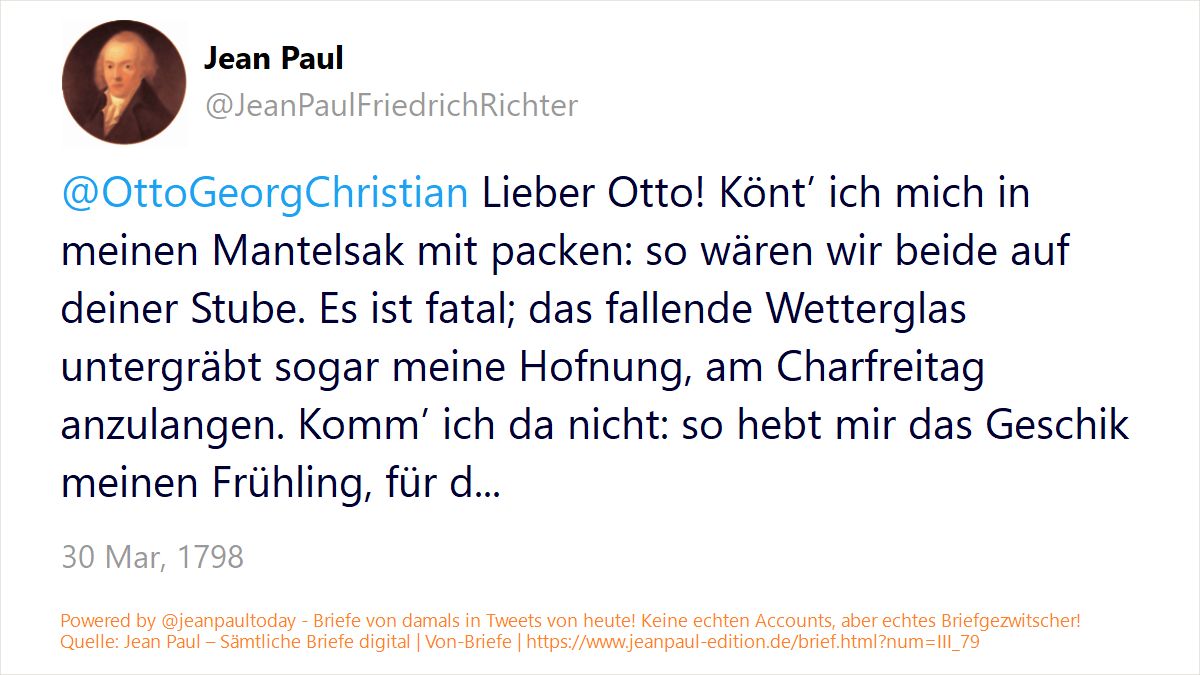 Jean Paul
@JeanPaulFriedrichRichter
@OttoGeorgChristian Lieber Otto! Könt’ ich mich in
meinen Mantelsak mit packen: so wären wir beide auf
deiner Stube. Es ist fatal; das fallende Wetterglas
untergräbt sogar meine Hofnung, am Charfreitag
anzulangen. Komm’ ich da nicht: so hebt mir das Geschik
meinen Frühling, für d...
30 Mar, 1798
Powered by @jeanpaultoday - Briefe von damals in Tweets von heute! Keine echten Accounts, aber echtes Briefgezwitscher!
Quelle: Jean Paul – Sämtliche Briefe digital | Von-Briefe | https://www.jeanpaul-edition.de/brief.html?num=III_79